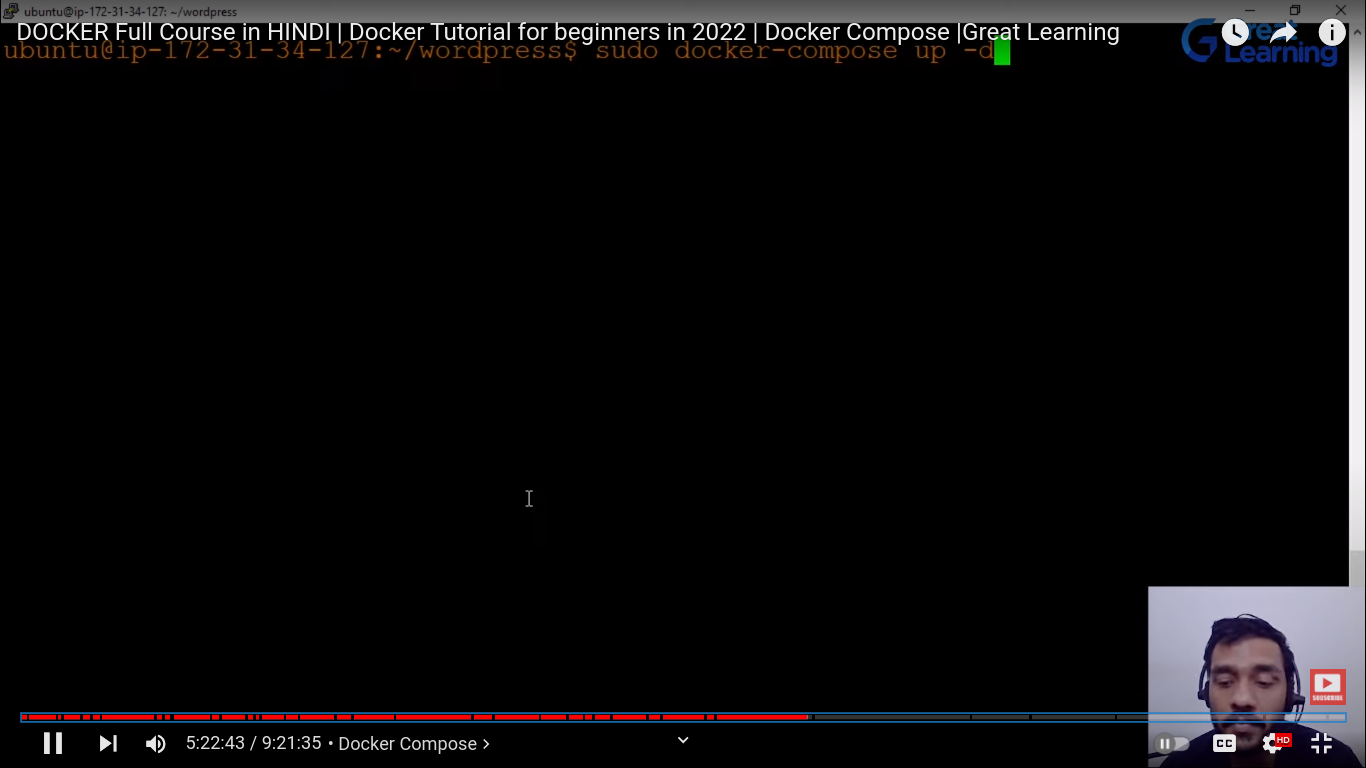 ubuntu@ip-172-31-34-127: ~/wordpress
DOCKER Full Course in HINDI | Docker Tutorial for beginners in 2022 | Docker Compose |Great Learning
ubuntu@ip-172-31-34-127:~/wordpress$ sudo docker-compose up -d
Great
Learning
SUBSCRIBE
5:22:43 / 9:21:35 • Docker Compose
CC
HD